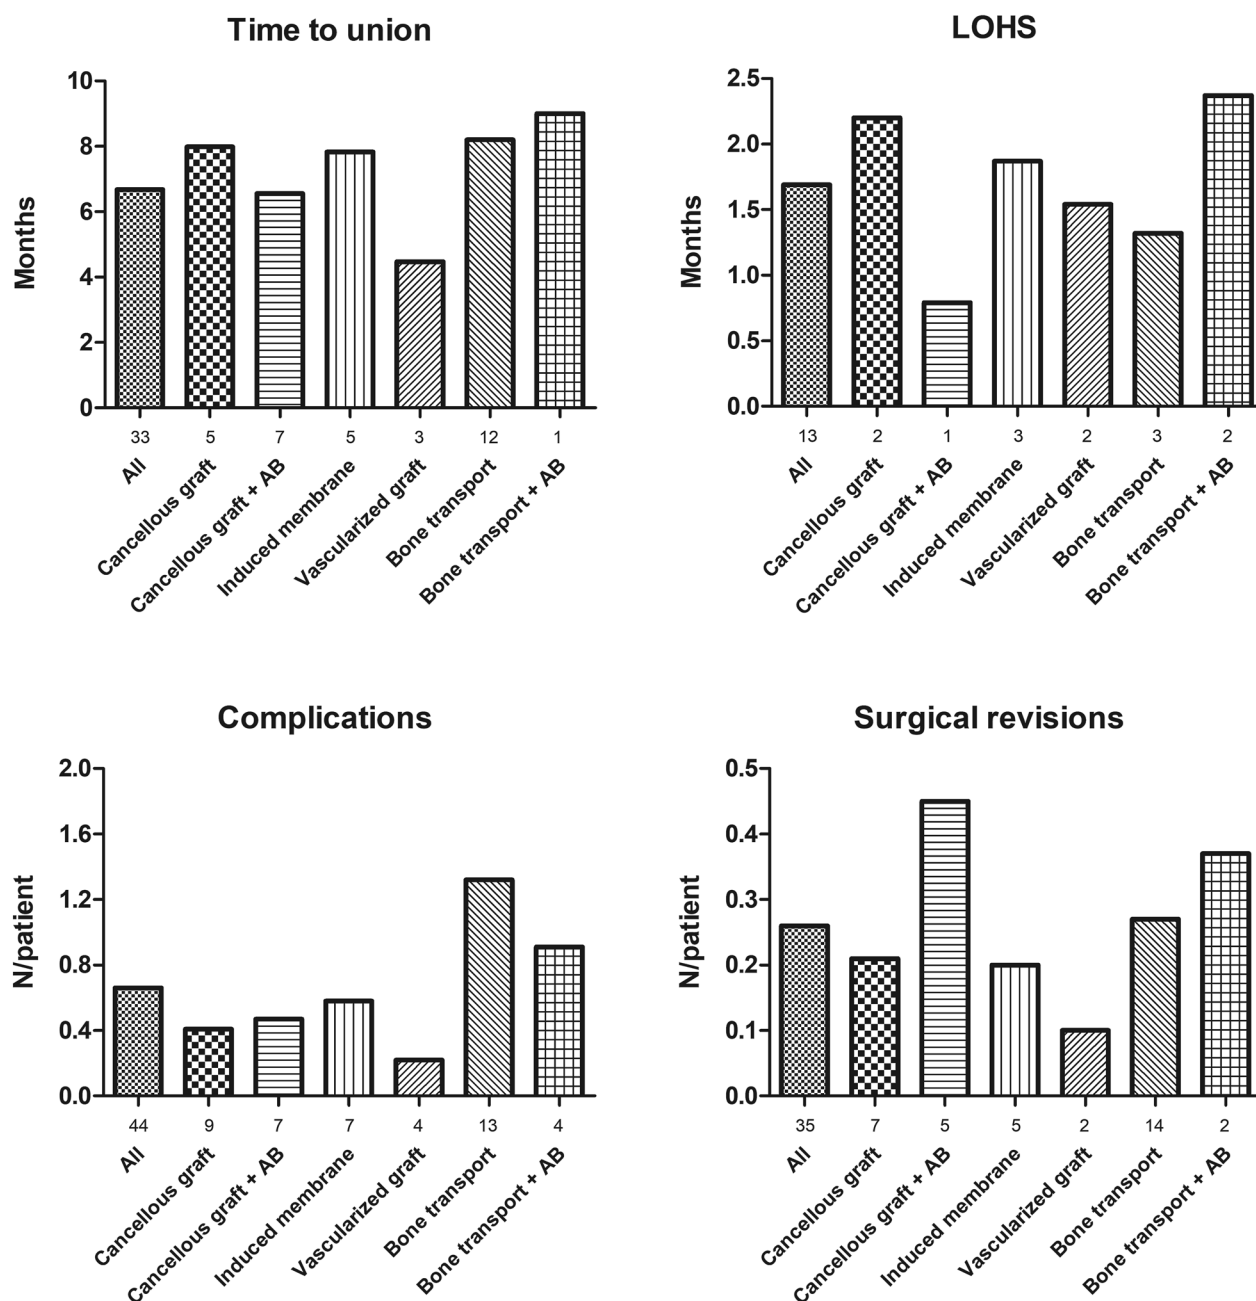 Time to union
Months
10
8
6
4
2
0
33 5 7 5 3 12 1
All
Cancellous graft
Cancellous graft + AB
Induced membrane
Vascularized graft
Bone transport
Bone transport + AB
LOHS
Months
2.5
2.0
1.5
1.0
0.5
0.0
13 2 1 3 2 3 2
All
Cancellous graft
Cancellous graft + AB
Induced membrane
Vascularized graft
Bone transport
Bone transport + AB
Complications
N/patient
2.0
1.6
1.2
0.8
0.4
0.0
44 9 7 7 4 13 4
All
Cancellous graft
Cancellous graft + AB
Induced membrane
Vascularized graft
Bone transport
Bone transport + AB
Surgical revisions
N/patient
0.5
0.4
0.3
0.2
0.1
0.0
35 7 5 5 2 14 2
All
Cancellous graft
Cancellous graft + AB
Induced membrane
Vascularized graft
Bone transport
Bone transport + AB